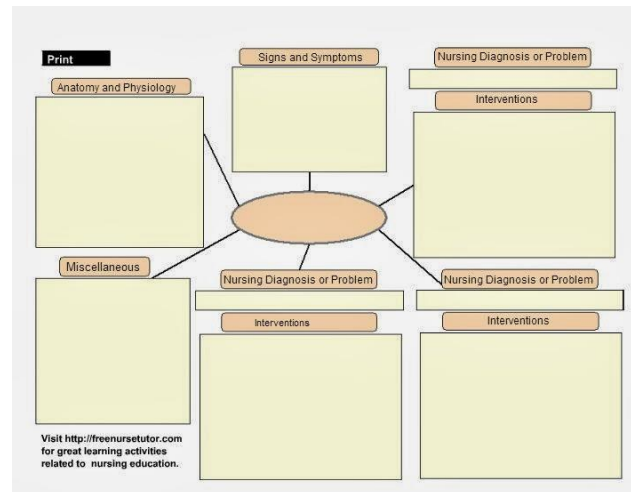 Print
Signs and Symptoms
Nursing Diagnosis or Problem
Anatomy and Physiology
Interventions
Miscellaneous
Nursing Diagnosis or Problem
Nursing Diagnosis or Problem
Interventions
Interventions
Visit http://freenursetutor.com
for great learning activities
related to nursing education.